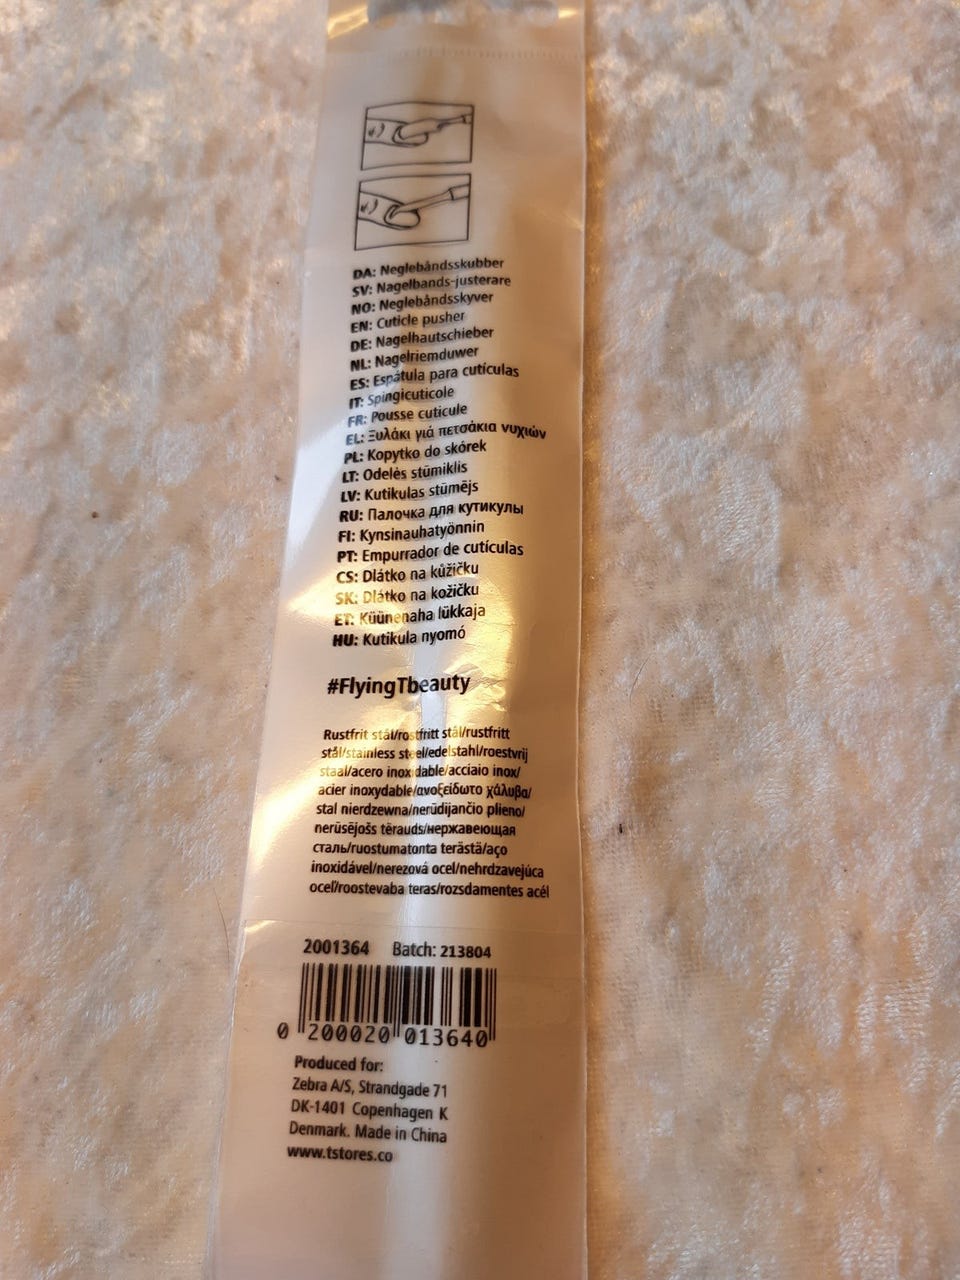 DA: Neglebåndsskubber
SV: Nagelbands-justerare
NO: Neglebåndsskyver
EN: Cuticle pusher
DE: Nagelhautschieber
NL: Nagelriemduwer
ES: Espátula para cutículas
IT: Spingicuticole
FR: Pousse cuticule
EL: Ξυλάκι γιά πετσάκια νυχιών
PL: Kopytko do skórek
LT: Odelės stūmiklis
LV: Kutikulas stūmējs
RU: Палочка для кутикулы
FI: Kynsinauhatyönnin
PT: Empurrador de cutículas
CS: Dlátko na kůžičku
SK: Dlátko na kožičku
ET: Küünenaha lükkaja
HU: Kutikula nyomó
#FlyingTbeauty
Rustfrit stål/rostfritt stål/rustfritt
stål/stainless steel/edelstahl/roestvrij
staal/acero inoxidable/acciaio inox/
acier inoxydable/ανοξείδωτο χάλυβα/
stal nierdzewna/nerūdijančio plieno/
nerūsējošs tērauds/нержавеющая
сталь/ruostumatonta terästä/aço
inoxidável/nerezová ocel/nehrdzavejúca
oceľ/roostevaba teras/rozsdamentes acél
2001364 Batch: 213804
0 200020 013640
Produced for:
Zebra A/S, Strandgade 71
DK-1401 Copenhagen K
Denmark. Made in China
www.tstores.co